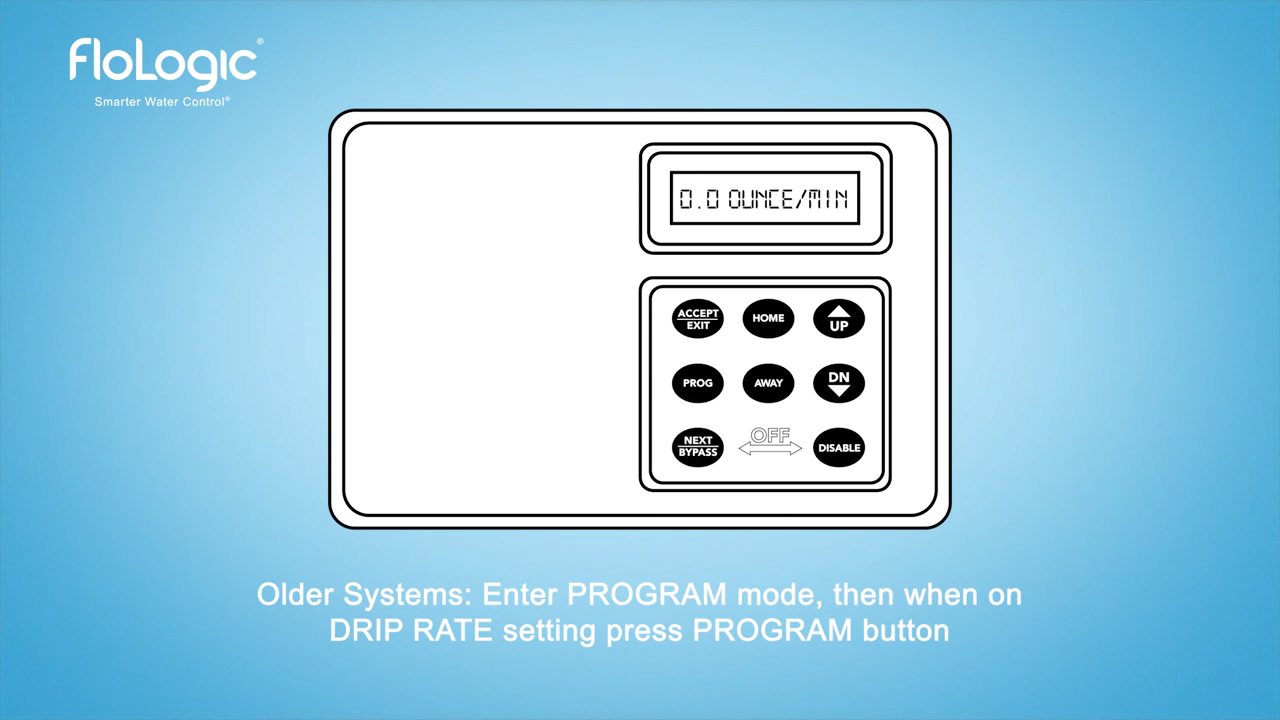 FloLogic®
Smarter Water Control®
0.0 OUNCE/MIN
ACCEPT
EXIT
HOME
UP
PROG
AWAY
DN
NEXT
BYPASS
OFF
DISABLE
Older Systems: Enter PROGRAM mode, then when on
DRIP RATE setting press PROGRAM button